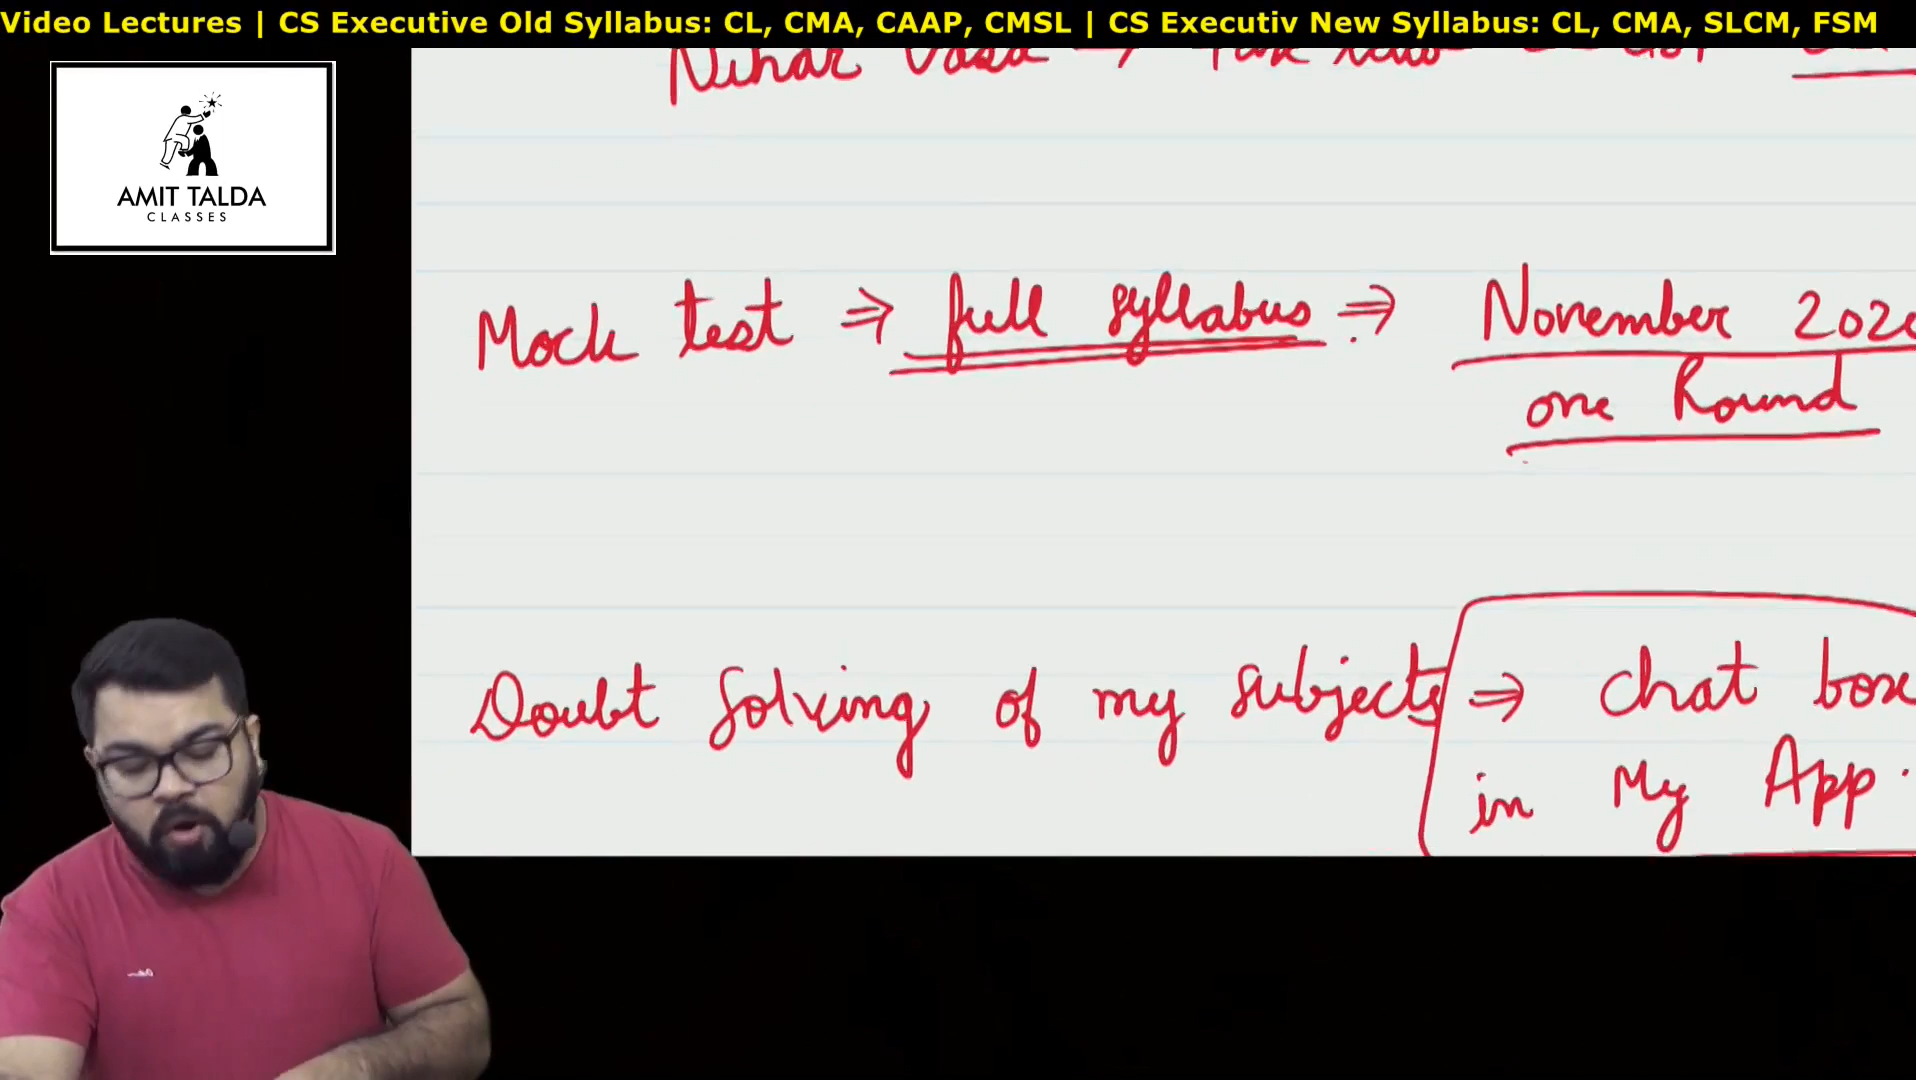 Video Lectures | CS Executive Old Syllabus: CL, CMA, CAAP, CMSL | CS Executiv New Syllabus: CL, CMA, SLCM, FSM
AMIT TALDA
CLASSES
Nihar
Mock test ⇒ full syllabus ⇒ November 202
one Round
Doubt Solving of my subjects ⇒ chat box
in My App.